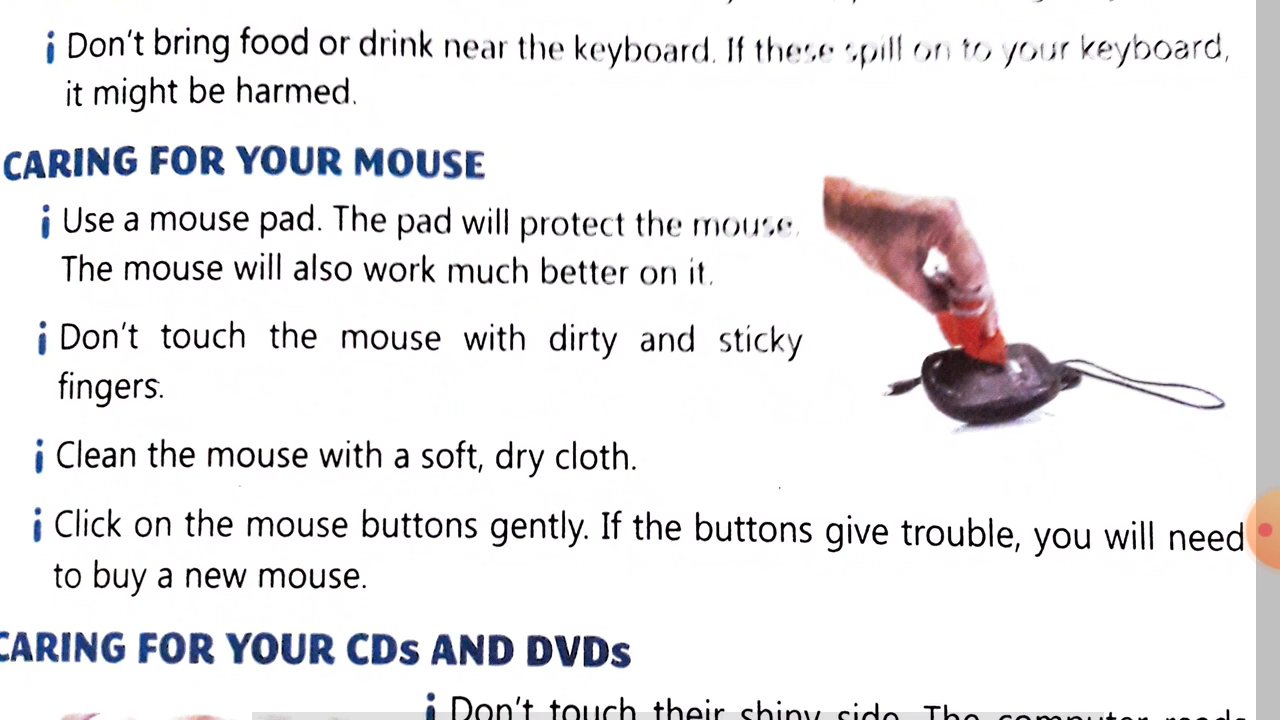 ¡ Don't bring food or drink near the keyboard. If these spill on to your keyboard,
it might be harmed.
CARING FOR YOUR MOUSE
¡ Use a mouse pad. The pad will protect the mouse.
The mouse will also work much better on it.
¡ Don't touch the mouse with dirty and sticky
fingers.
¡ Clean the mouse with a soft, dry cloth.
¡ Click on the mouse buttons gently. If the buttons give trouble, you will need
to buy a new mouse.
CARING FOR YOUR CDs AND DVDs
¡ Don't touch their shiny side. The computer reads